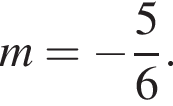 m = −5/6.